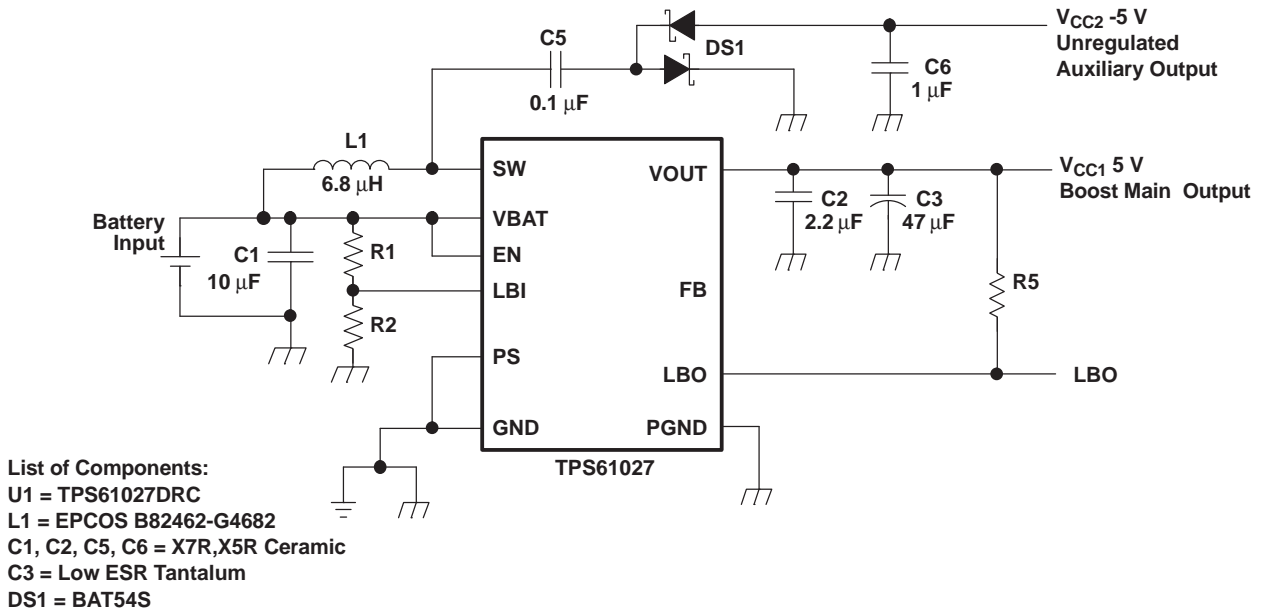 V_CC2 -5 V
Unregulated
Auxiliary Output
C5
0.1 μF
DS1
C6
1 μF
L1
6.8 μH
SW
VOUT
V_CC1 5 V
Boost Main Output
Battery
Input
VBAT
C1
10 μF
R1
EN
C2
2.2 μF
C3
47 μF
LBI
FB
R5
R2
PS
LBO
LBO
GND
PGND
TPS61027
List of Components:
U1 = TPS61027DRC
L1 = EPCOS B82462-G4682
C1, C2, C5, C6 = X7R,X5R Ceramic
C3 = Low ESR Tantalum
DS1 = BAT54S